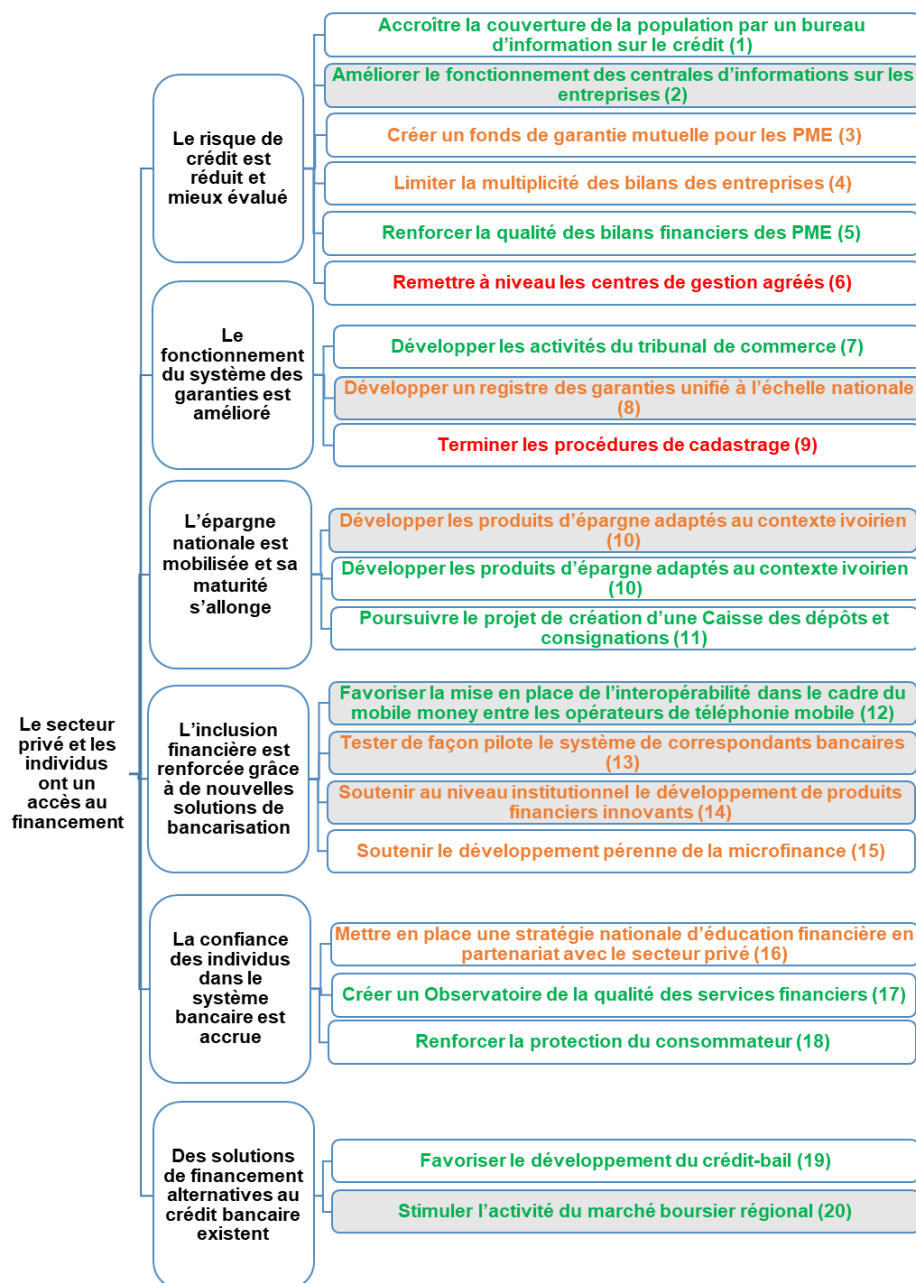 Le secteur
privé et les
individus
ont un
accès au
financement
Le risque de
crédit est
réduit et
mieux évalué
Accroître la couverture de la population par un bureau
d'information sur le crédit (1)
Améliorer le fonctionnement des centrales d'informations sur les
entreprises (2)
Créer un fonds de garantie mutuelle pour les PME (3)
Limiter la multiplicité des bilans des entreprises (4)
Renforcer la qualité des bilans financiers des PME (5)
Remettre à niveau les centres de gestion agréés (6)
Le
fonctionnement
du système des
garanties est
amélioré
Développer les activités du tribunal de commerce (7)
Développer un registre des garanties unifié à l'échelle nationale
(8)
Terminer les procédures de cadastrage (9)
L'épargne
nationale est
mobilisée et sa
maturité
s'allonge
Développer les produits d'épargne adaptés au contexte ivoirien
(10)
Développer les produits d'épargne adaptés au contexte ivoirien
(10)
Poursuivre le projet de création d'une Caisse des dépôts et
consignations (11)
L'inclusion
financière est
renforcée grâce
à de nouvelles
solutions de
bancarisation
Favoriser la mise en place de l'interopérabilité dans le cadre du
mobile money entre les opérateurs de téléphonie mobile (12)
Tester de façon pilote le système de correspondants bancaires
(13)
Soutenir au niveau institutionnel le développement de produits
financiers innovants (14)
Soutenir le développement pérenne de la microfinance (15)
La confiance
des individus
dans le
système
bancaire est
accrue
Mettre en place une stratégie nationale d'éducation financière en
partenariat avec le secteur privé (16)
Créer un Observatoire de la qualité des services financiers (17)
Renforcer la protection du consommateur (18)
Des solutions
de financement
alternatives au
crédit bancaire
existent
Favoriser le développement du crédit-bail (19)
Stimuler l'activité du marché boursier régional (20)